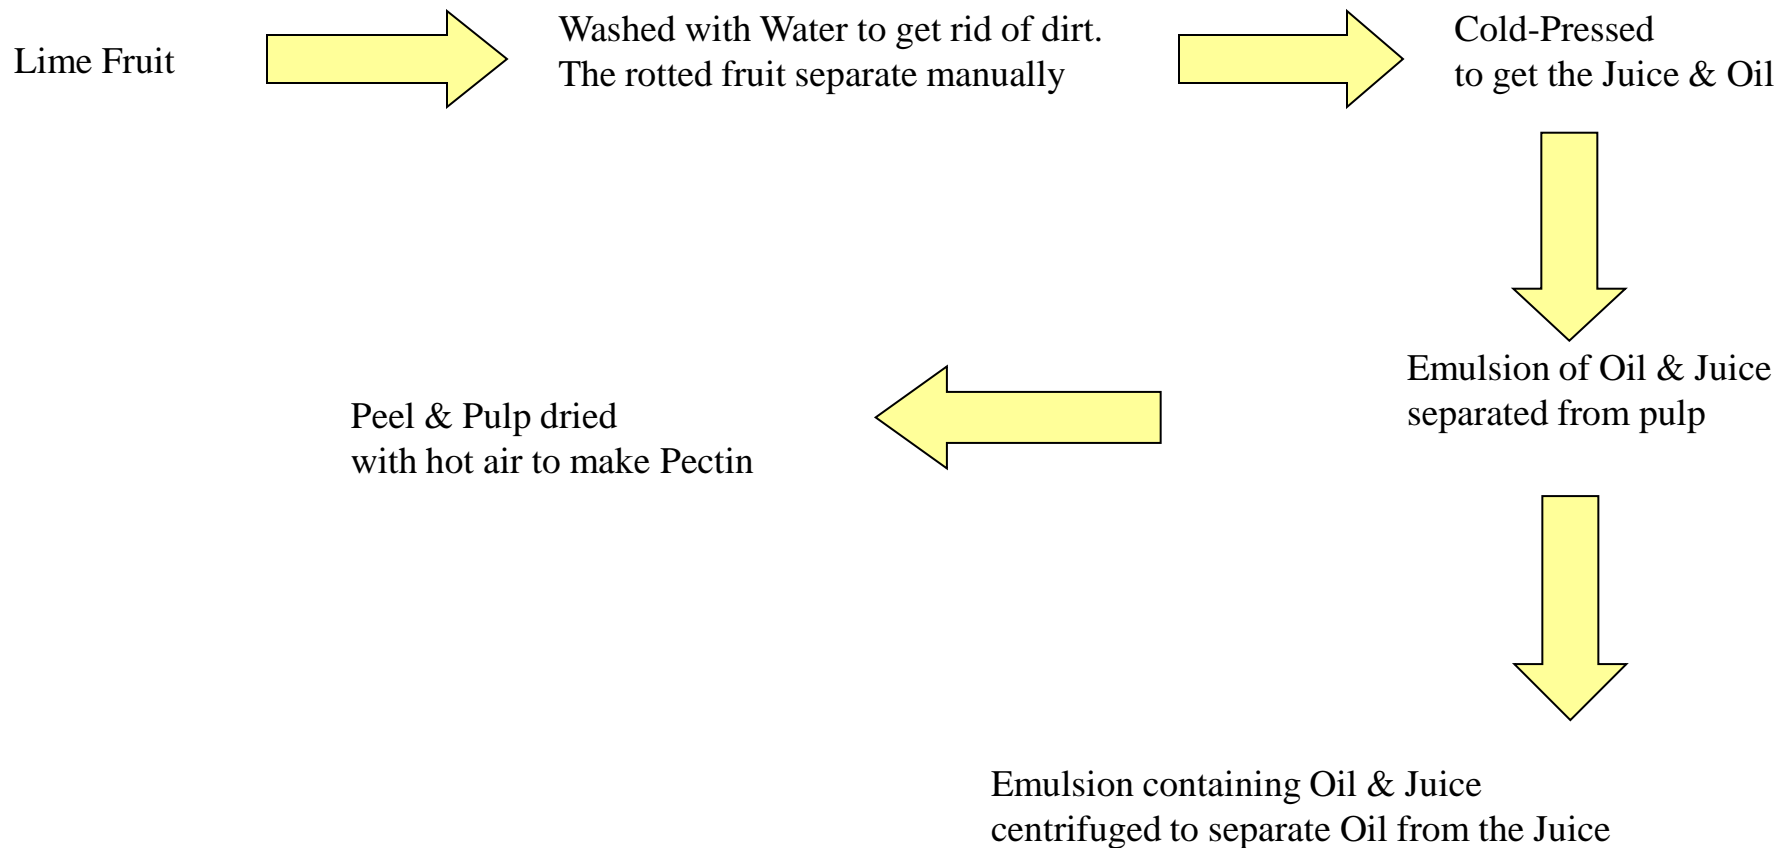 Lime Fruit
Washed with Water to get rid of dirt.
The rotted fruit separate manually
Cold-Pressed
to get the Juice & Oil
Emulsion of Oil & Juice
separated from pulp
Peel & Pulp dried
with hot air to make Pectin
Emulsion containing Oil & Juice
centrifuged to separate Oil from the Juice